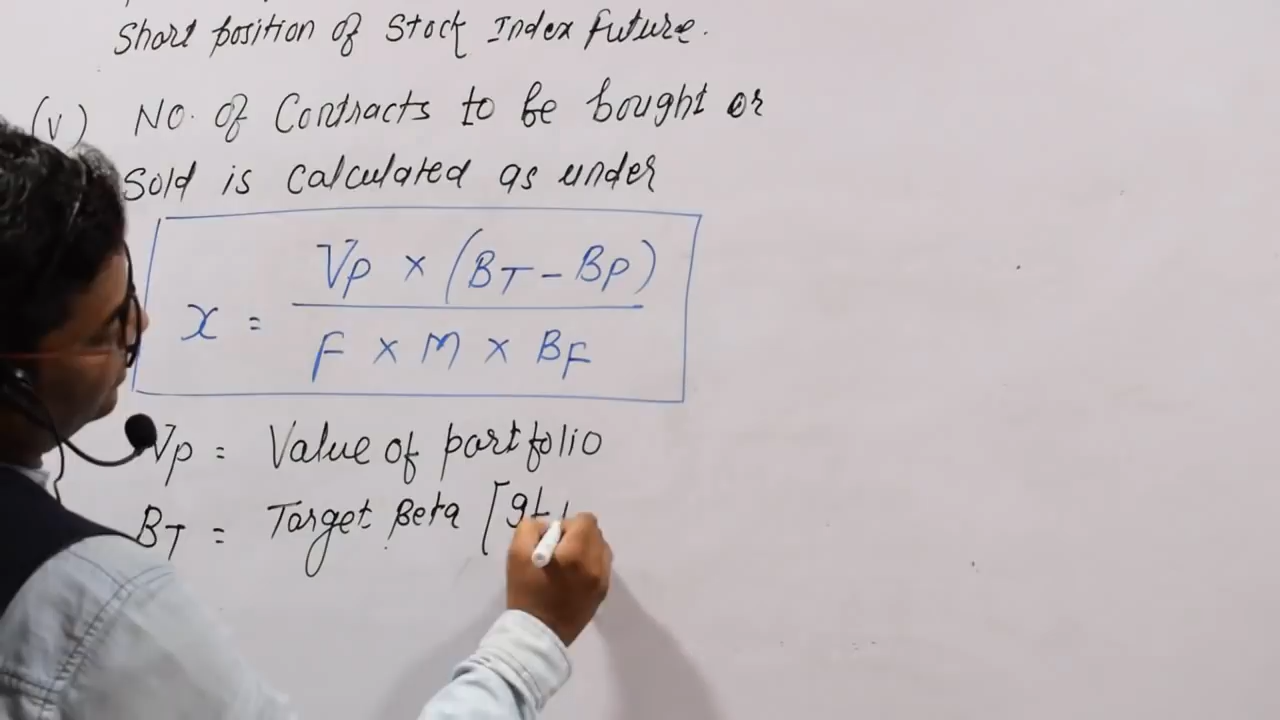 Short position of Stock Index Future.
(v) No. of Contracts to be bought or
Sold is calculated as under
x = Vp × (BT - BP) / F × M × BF
Vp = Value of portfolio
BT = Target Beta [